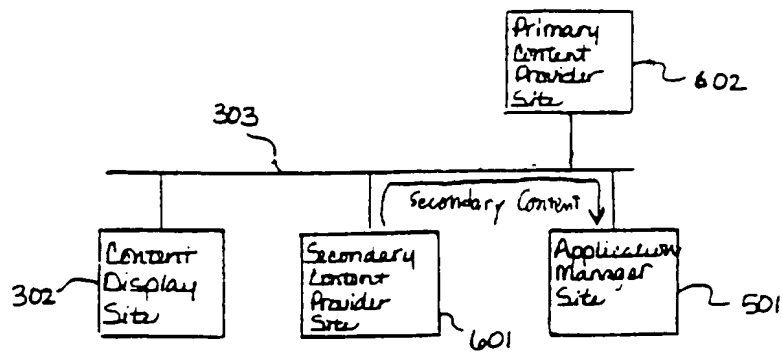 Primary
Content
Provider
Site
602
303
Secondary Content
Content
Display
Site
302
Secondary
Content
Provider
Site
601
Application
Manager
Site
501